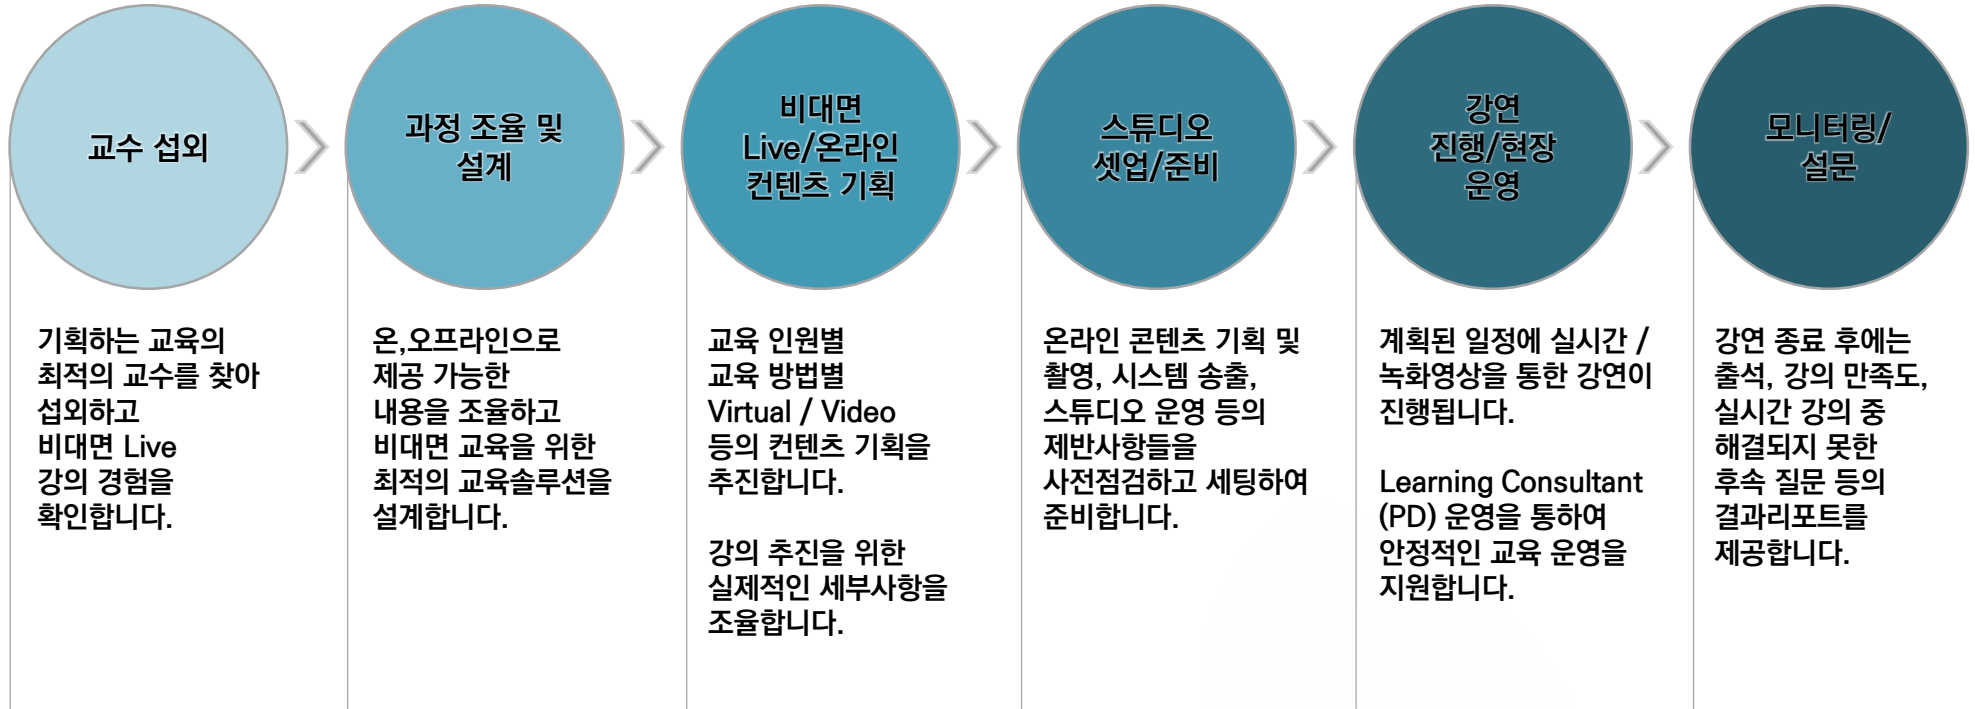 교수 섭외
과정 조율 및
설계
비대면
Live/온라인
컨텐츠 기획
스튜디오
셋업/준비
강연
진행/현장
운영
모니터링/
설문
기획하는 교육의
최적의 교수를 찾아
섭외하고
비대면 Live
강의 경험을
확인합니다.
온,오프라인으로
제공 가능한
내용을 조율하고
비대면 교육을 위한
최적의 교육솔루션을
설계합니다.
교육 인원별
교육 방법별
Virtual / Video
등의 컨텐츠 기획을
추진합니다.
강의 추진을 위한
실제적인 세부사항을
조율합니다.
온라인 콘텐츠 기획 및
촬영, 시스템 송출,
스튜디오 운영 등의
제반사항들을
사전점검하고 세팅하여
준비합니다.
계획된 일정에 실시간 /
녹화영상을 통한 강연이
진행됩니다.
Learning Consultant
(PD) 운영을 통하여
안정적인 교육 운영을
지원합니다.
강연 종료 후에는
출석, 강의 만족도,
실시간 강의 중
해결되지 못한
후속 질문 등의
결과리포트를
제공합니다.